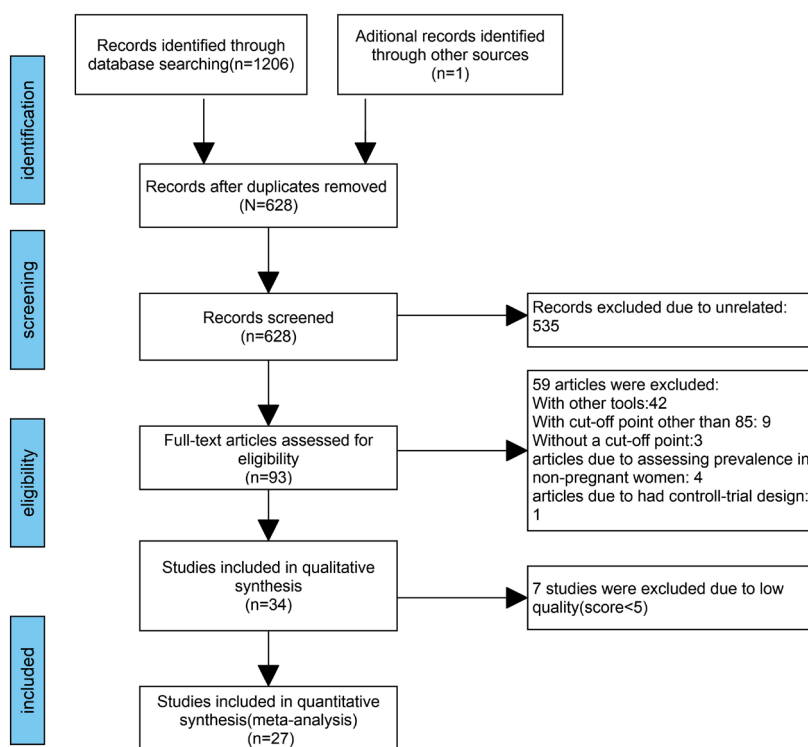 Records identified through
database searching(n=1206)
Aditional records identified
through other sources
(n=1)
identification
Records after duplicates removed
(N=628)
screening
Records screened
(n=628)
Records excluded due to unrelated:
535
eligibility
Full-text articles assessed for
eligibility
(n=93)
59 articles were excluded:
With other tools:42
With cut-off point other than 85: 9
Without a cut-off point:3
articles due to assessing prevalence in
non-pregnant women: 4
articles due to had controll-trial design:
1
Studies included in qualitative
synthesis
(n=34)
7 studies were excluded due to low
quality(score<5)
included
Studies included in quantitative
synthesis(meta-analysis)
(n=27)